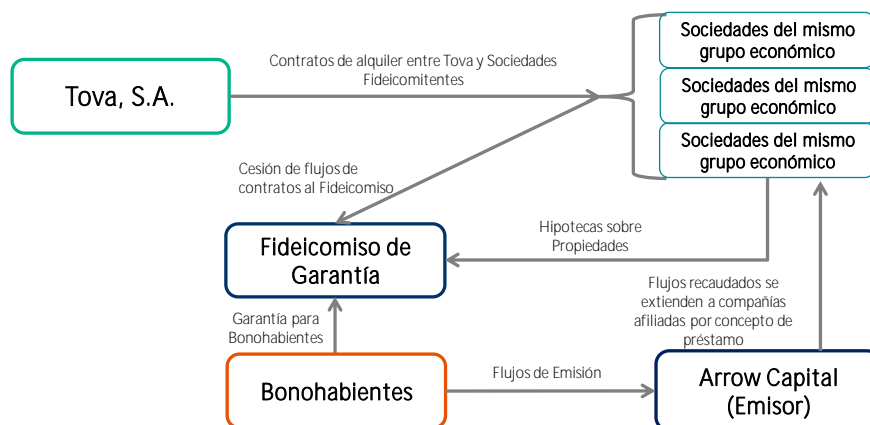 Sociedades del mismo
grupo económico
Contratos de alquiler entre Tova y Sociedades
Fideicomitentes
Tova, S.A.
Sociedades del mismo
grupo económico
Sociedades del mismo
grupo económico
Cesión de flujos de
contratos al Fideicomiso
Hipotecas sobre
Propiedades
Fideicomiso de
Garantía
Flujos recaudados se
extienden a compañías
afiliadas por concepto de
préstamo
Garantía para
Bonohabientes
Bonohabientes
Flujos de Emisión
Arrow Capital
(Emisor)